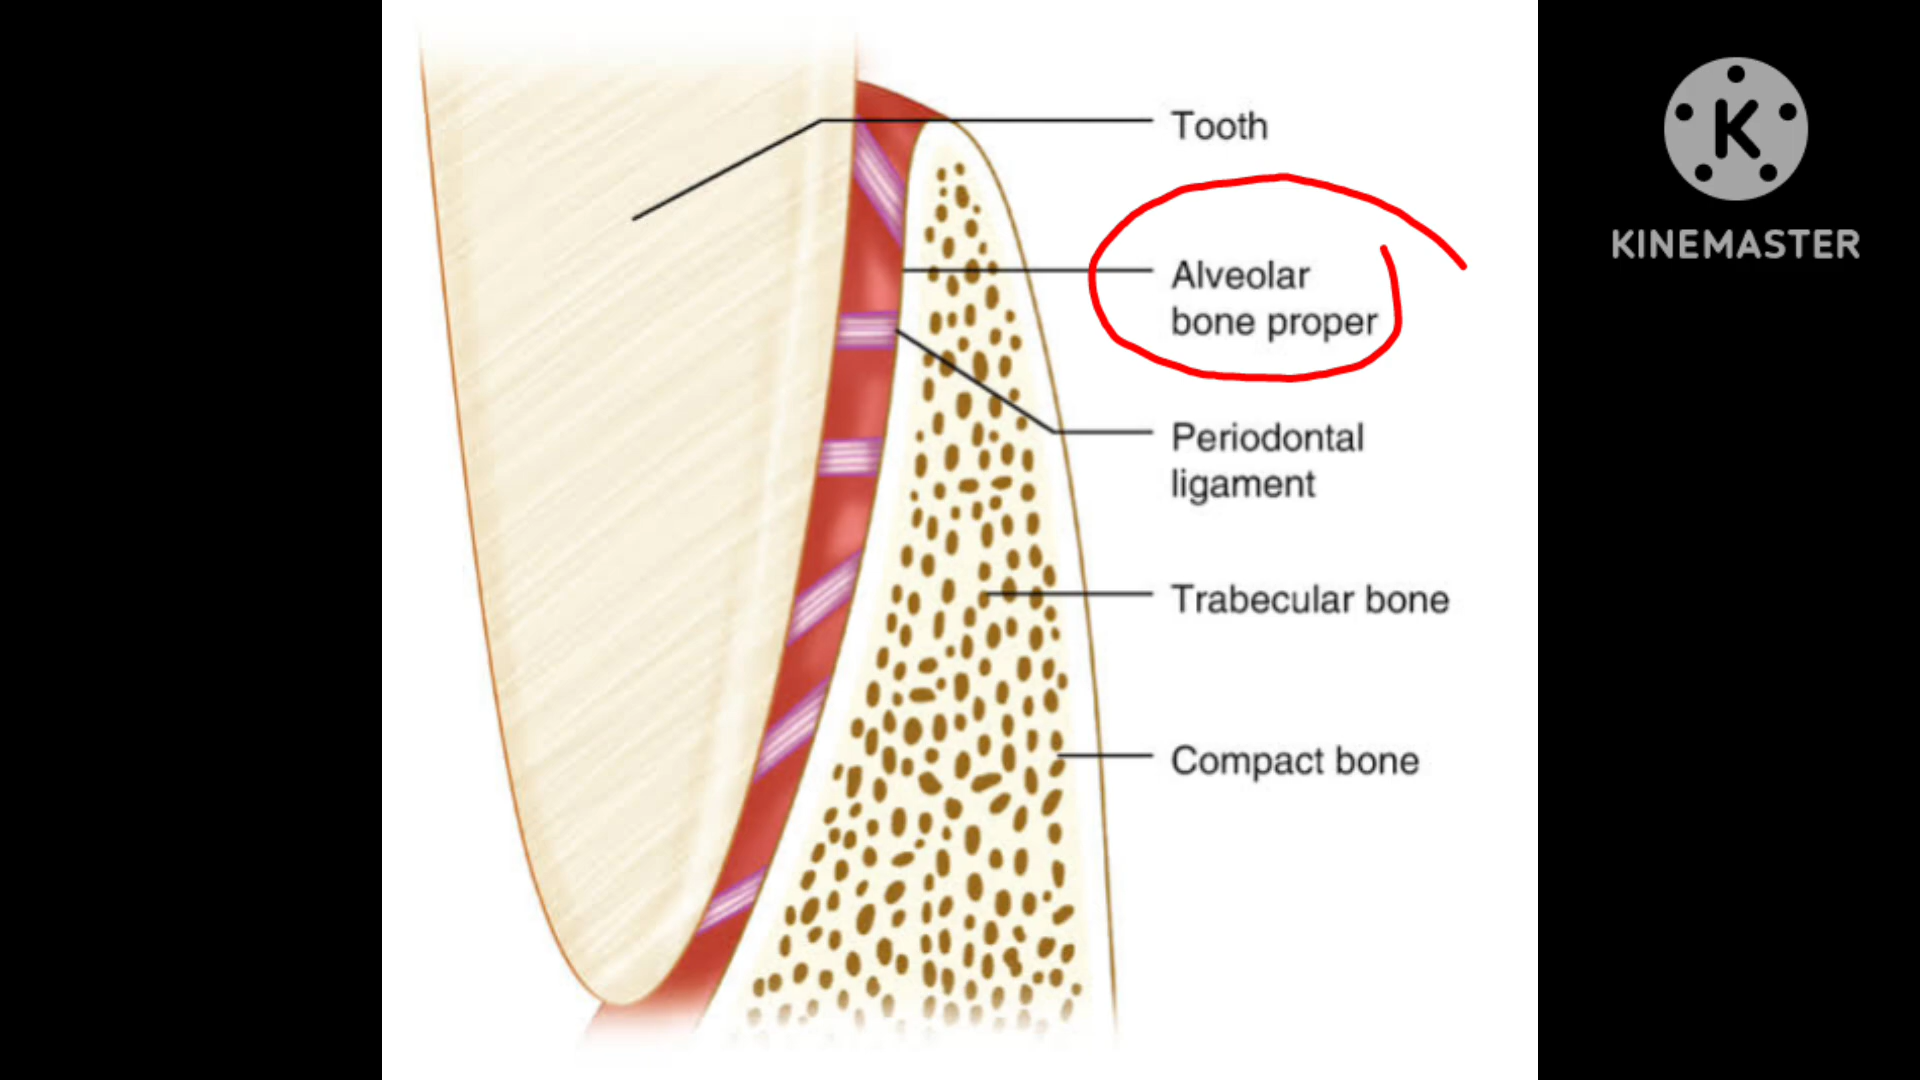 Tooth
Alveolar
bone proper
Periodontal
ligament
Trabecular bone
Compact bone
K
KINEMASTER